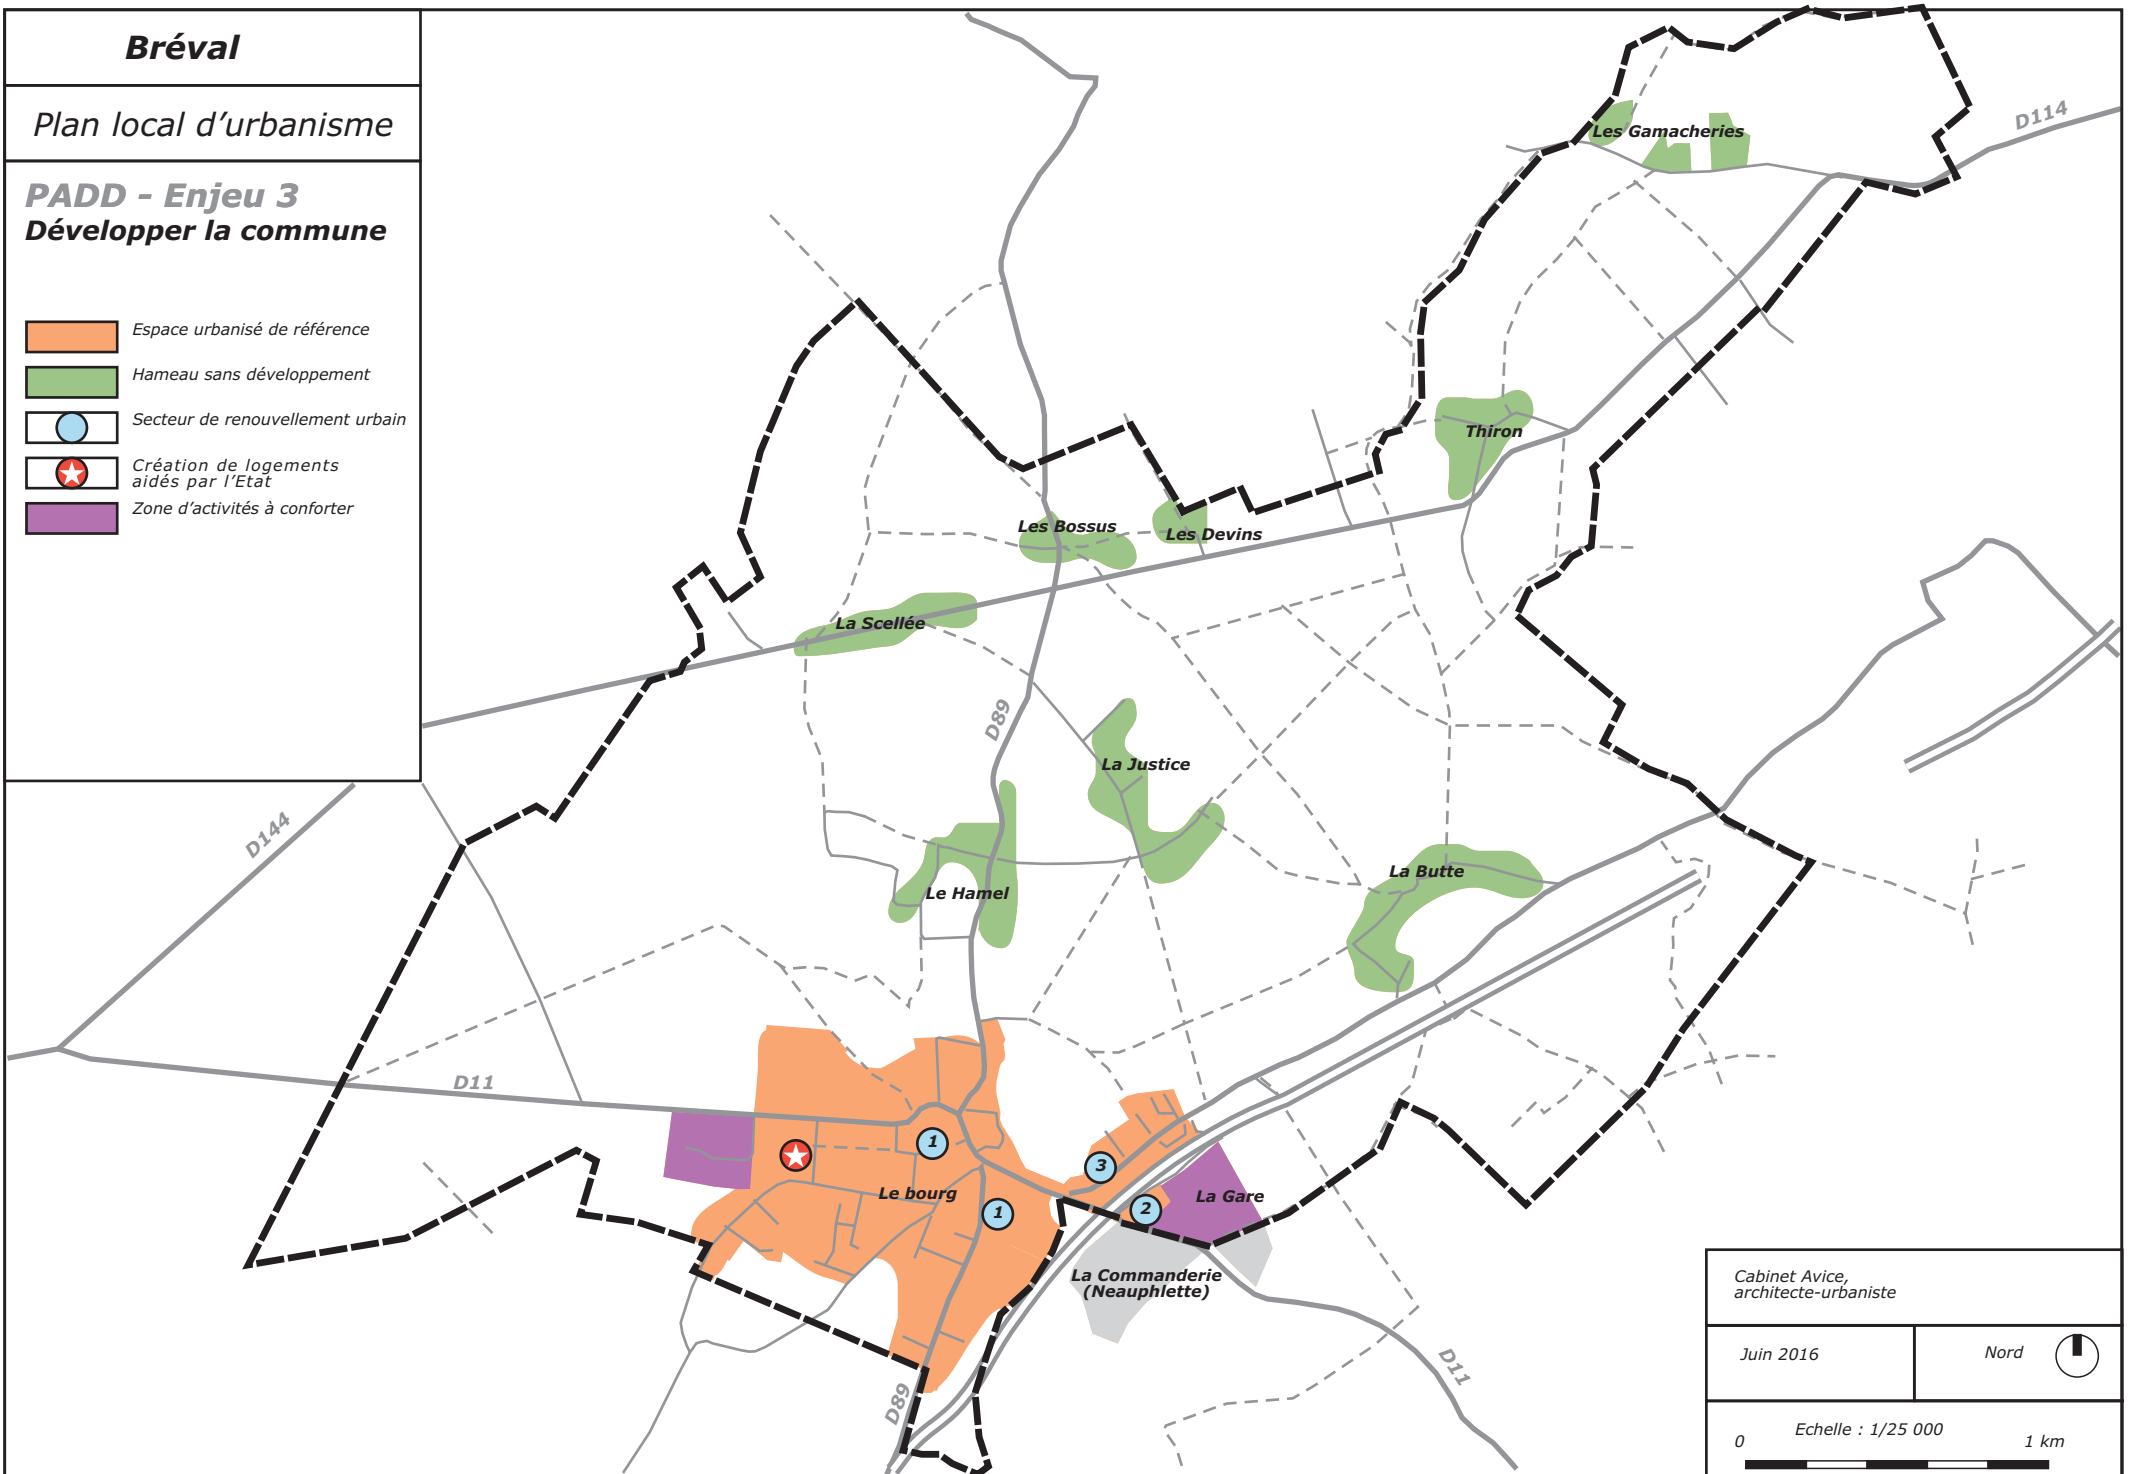 Bréval
Plan local d’urbanisme
PADD – Enjeu 3
Développer la commune
Espace urbanisé de référence
Hameau sans développement
Secteur de renouvellement urbain
Création de logements
aidés par l’Etat
Zone d’activités à conforter
D114
Les Gamacheries
Thiron
Les Bossus
Les Devins
La Scellée
D89
La Justice
D144
La Butte
Le Hamel
D11
1
3
Le bourg
La Gare
1
2
La Commanderie
(Neauphlette)
D11
D89
Cabinet Avice,
architecte-urbaniste
Juin 2016
Nord
Echelle : 1/25 000
0
1 km